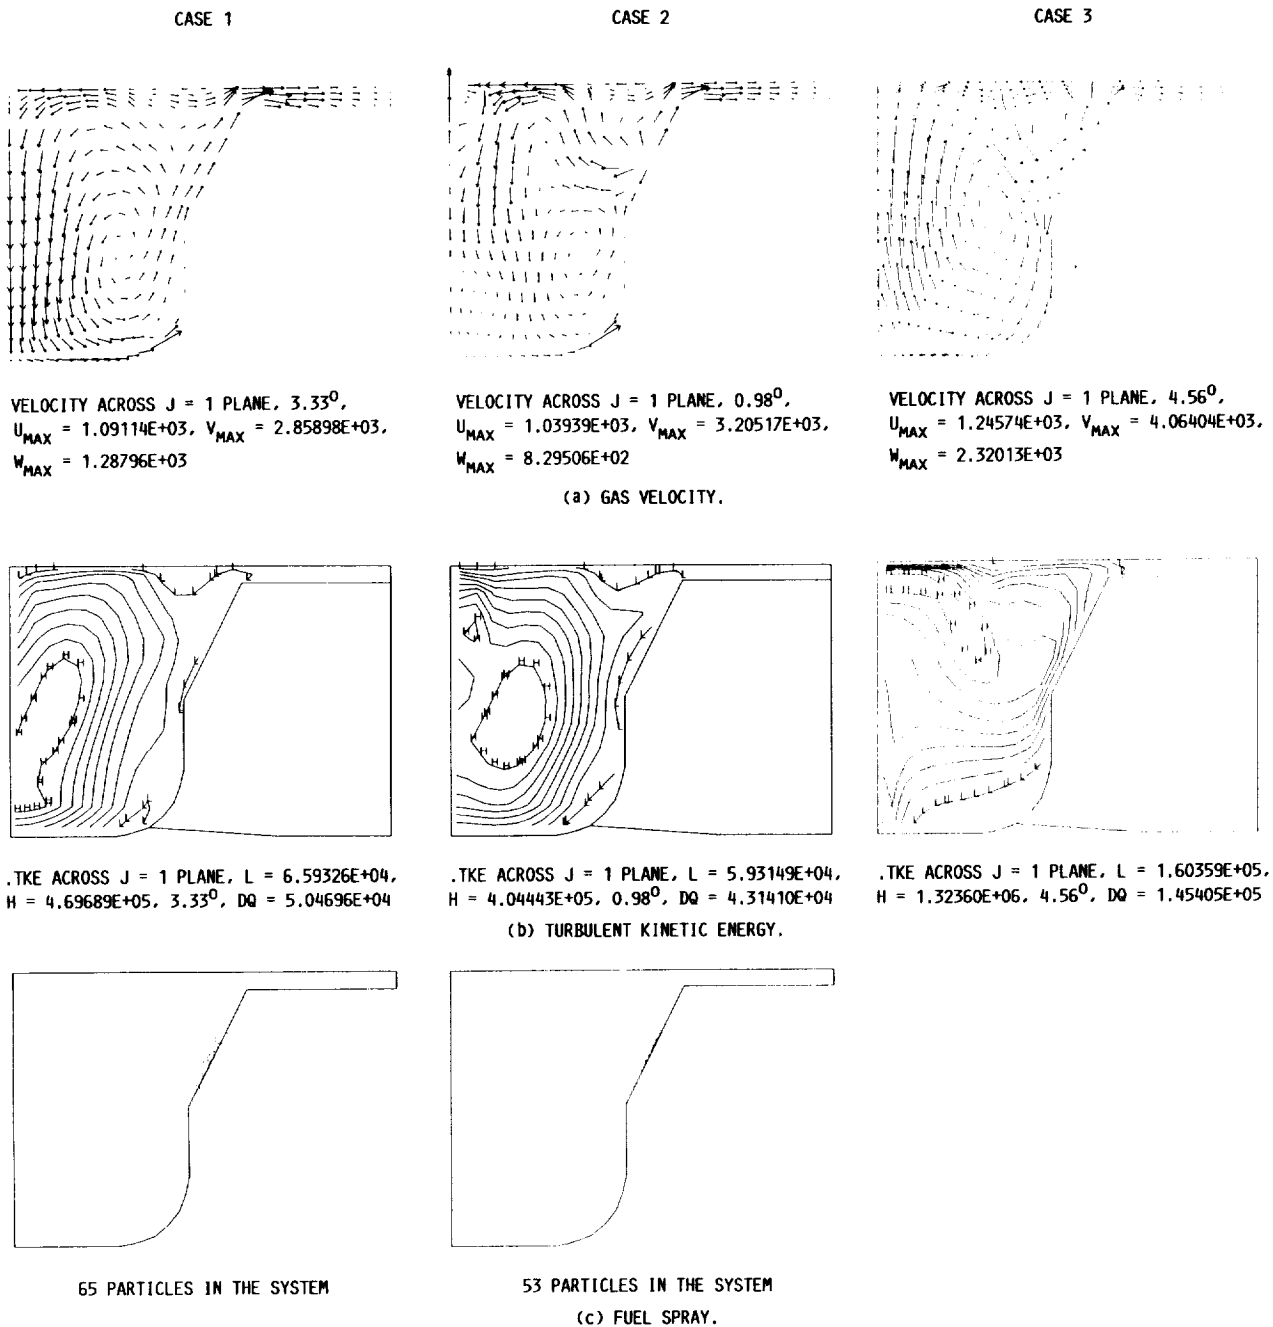 CASE 1
CASE 2
CASE 3
VELOCITY ACROSS J = 1 PLANE, 3.33⁰,
U_MAX = 1.09114E+03, V_MAX = 2.85898E+03,
W_MAX = 1.28796E+03
VELOCITY ACROSS J = 1 PLANE, 0.98⁰,
U_MAX = 1.03939E+03, V_MAX = 3.20517E+03,
W_MAX = 8.29506E+02
VELOCITY ACROSS J = 1 PLANE, 4.56⁰,
U_MAX = 1.24574E+03, V_MAX = 4.06404E+03,
W_MAX = 2.32013E+03
(a) GAS VELOCITY.
.TKE ACROSS J = 1 PLANE, L = 6.59326E+04,
H = 4.69689E+05, 3.33⁰, DQ = 5.04696E+04
.TKE ACROSS J = 1 PLANE, L = 5.93149E+04,
H = 4.04443E+05, 0.98⁰, DQ = 4.31410E+04
.TKE ACROSS J = 1 PLANE, L = 1.60359E+05,
H = 1.32360E+06, 4.56⁰, DQ = 1.45405E+05
(b) TURBULENT KINETIC ENERGY.
65 PARTICLES IN THE SYSTEM
53 PARTICLES IN THE SYSTEM
(c) FUEL SPRAY.